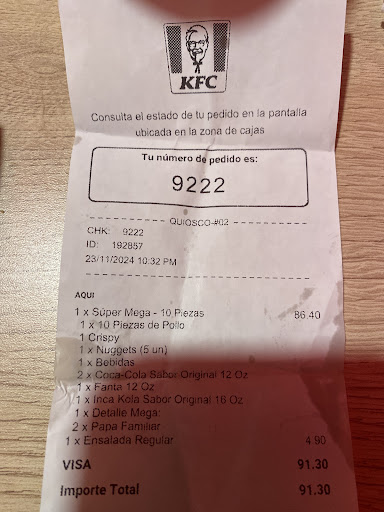 KFC
Consulta el estado de tu pedido en la pantalla
ubicada en la zona de cajas
Tu número de pedido es:
9222
QUIOSCO-#02
CHK: 9222
ID: 192857
23/11/2024 10:32 PM
AQUI
1 x Súper Mega - 10 Piezas 86.40
1 x 10 Piezas de Pollo
1 Crispy
1 x Nuggets (5 un)
1 x Bebidas
2 x Coca-Cola Sabor Original 12 Oz
1 x Fanta 12 Oz
1 x Inca Kola Sabor Original 16 Oz
1 x Detalle Mega:
2 x Papa Familiar
1 x Ensalada Regular 4.90
VISA 91.30
Importe Total 91.30